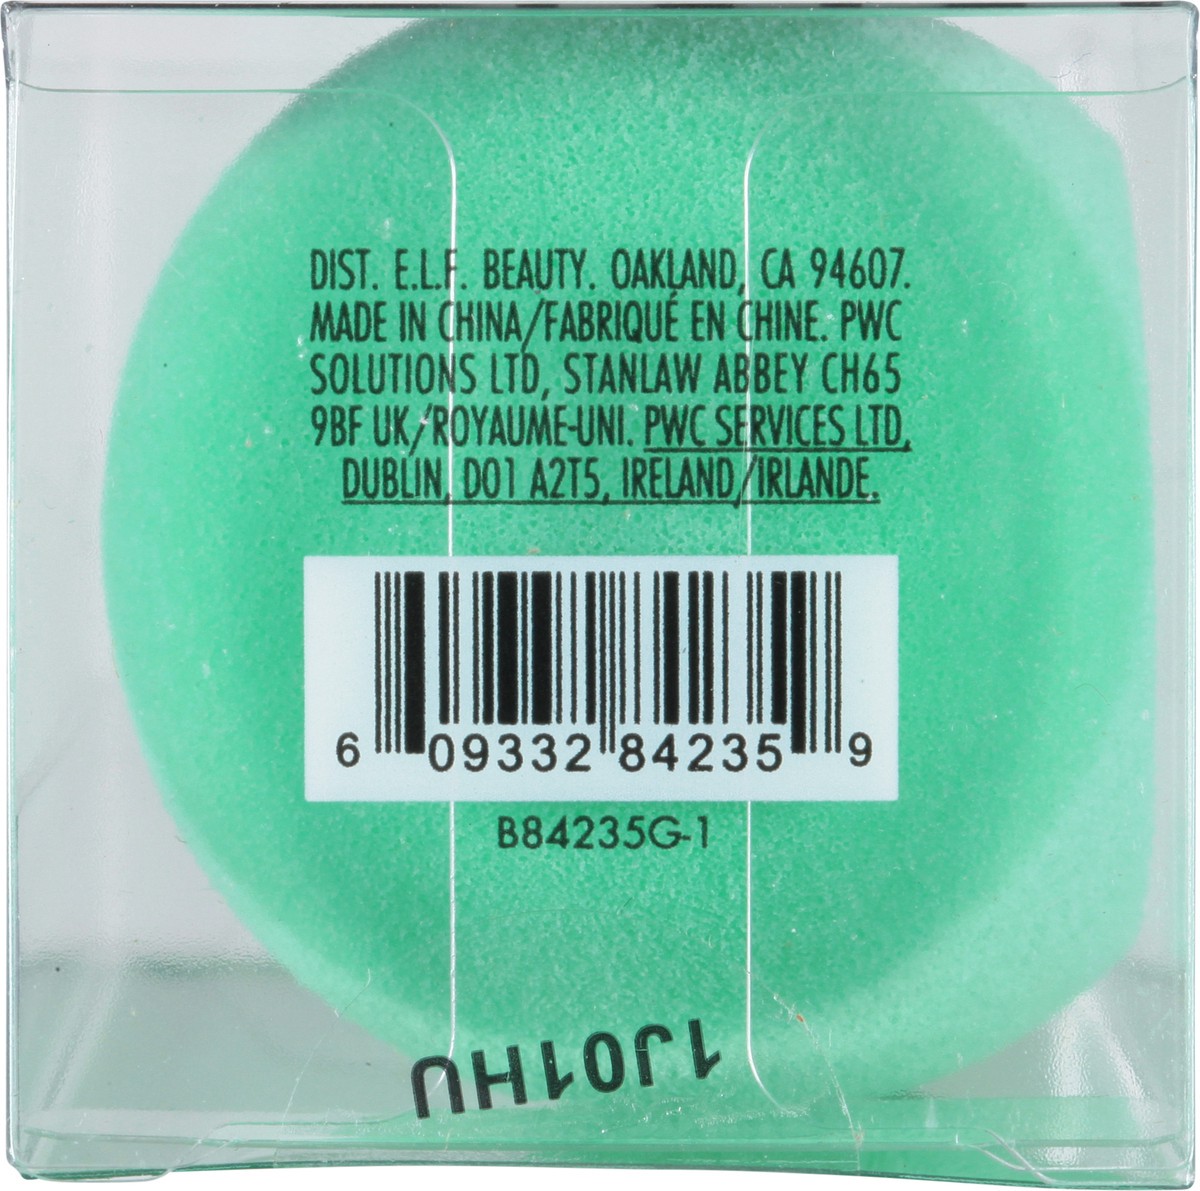 DIST. E.L.F. BEAUTY. OAKLAND, CA 94607.
MADE IN CHINA/FABRIQUÉ EN CHINE. PWC
SOLUTIONS LTD, STANLAW ABBEY CH65
9BF UK/ROYAUME-UNI. PWC SERVICES LTD,
DUBLIN, D01 A2T5, IRELAND/IRLANDE.
6 09332 84235 9
B84235G-1
1J01HU